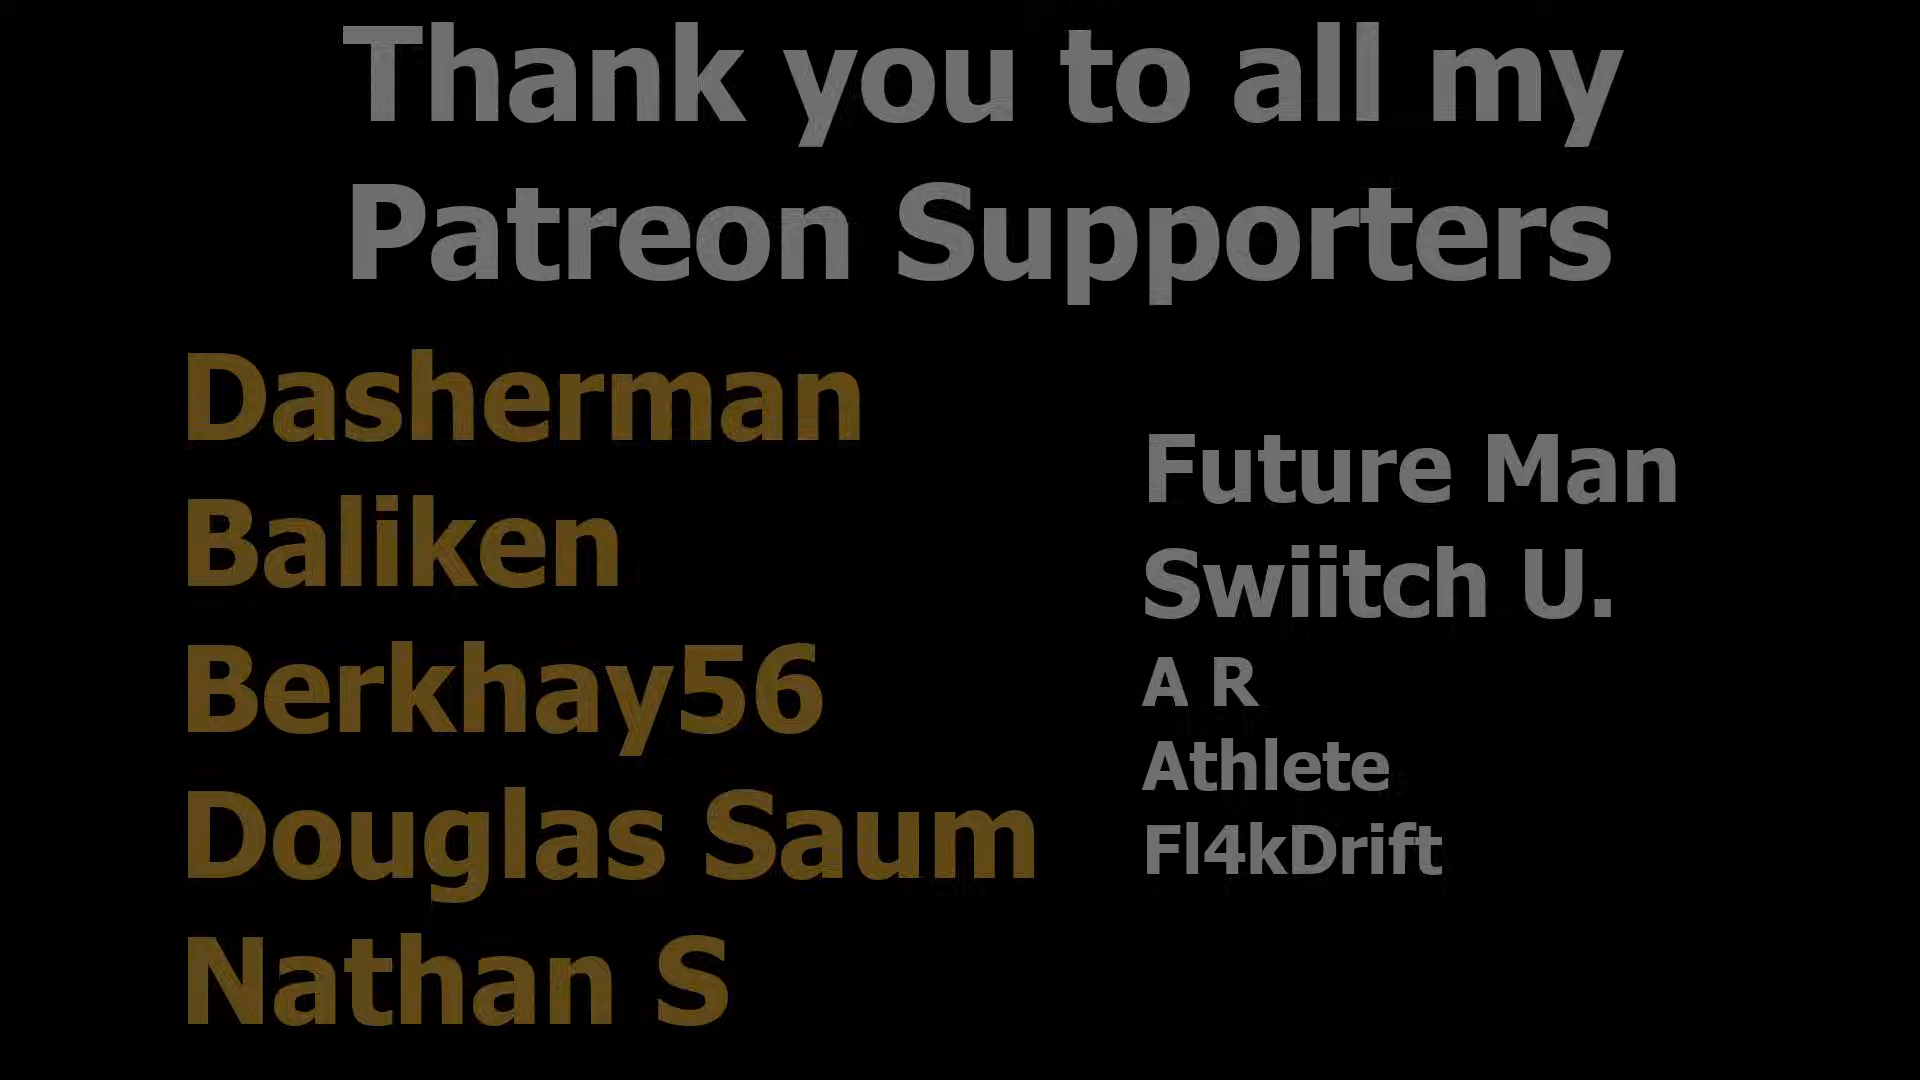 Thank you to all my
Patreon Supporters
Dasherman
Baliken
Berkhay56
Douglas Saum
Nathan S
Future Man
Swiitch U.
A R
Athlete
Fl4kDrift